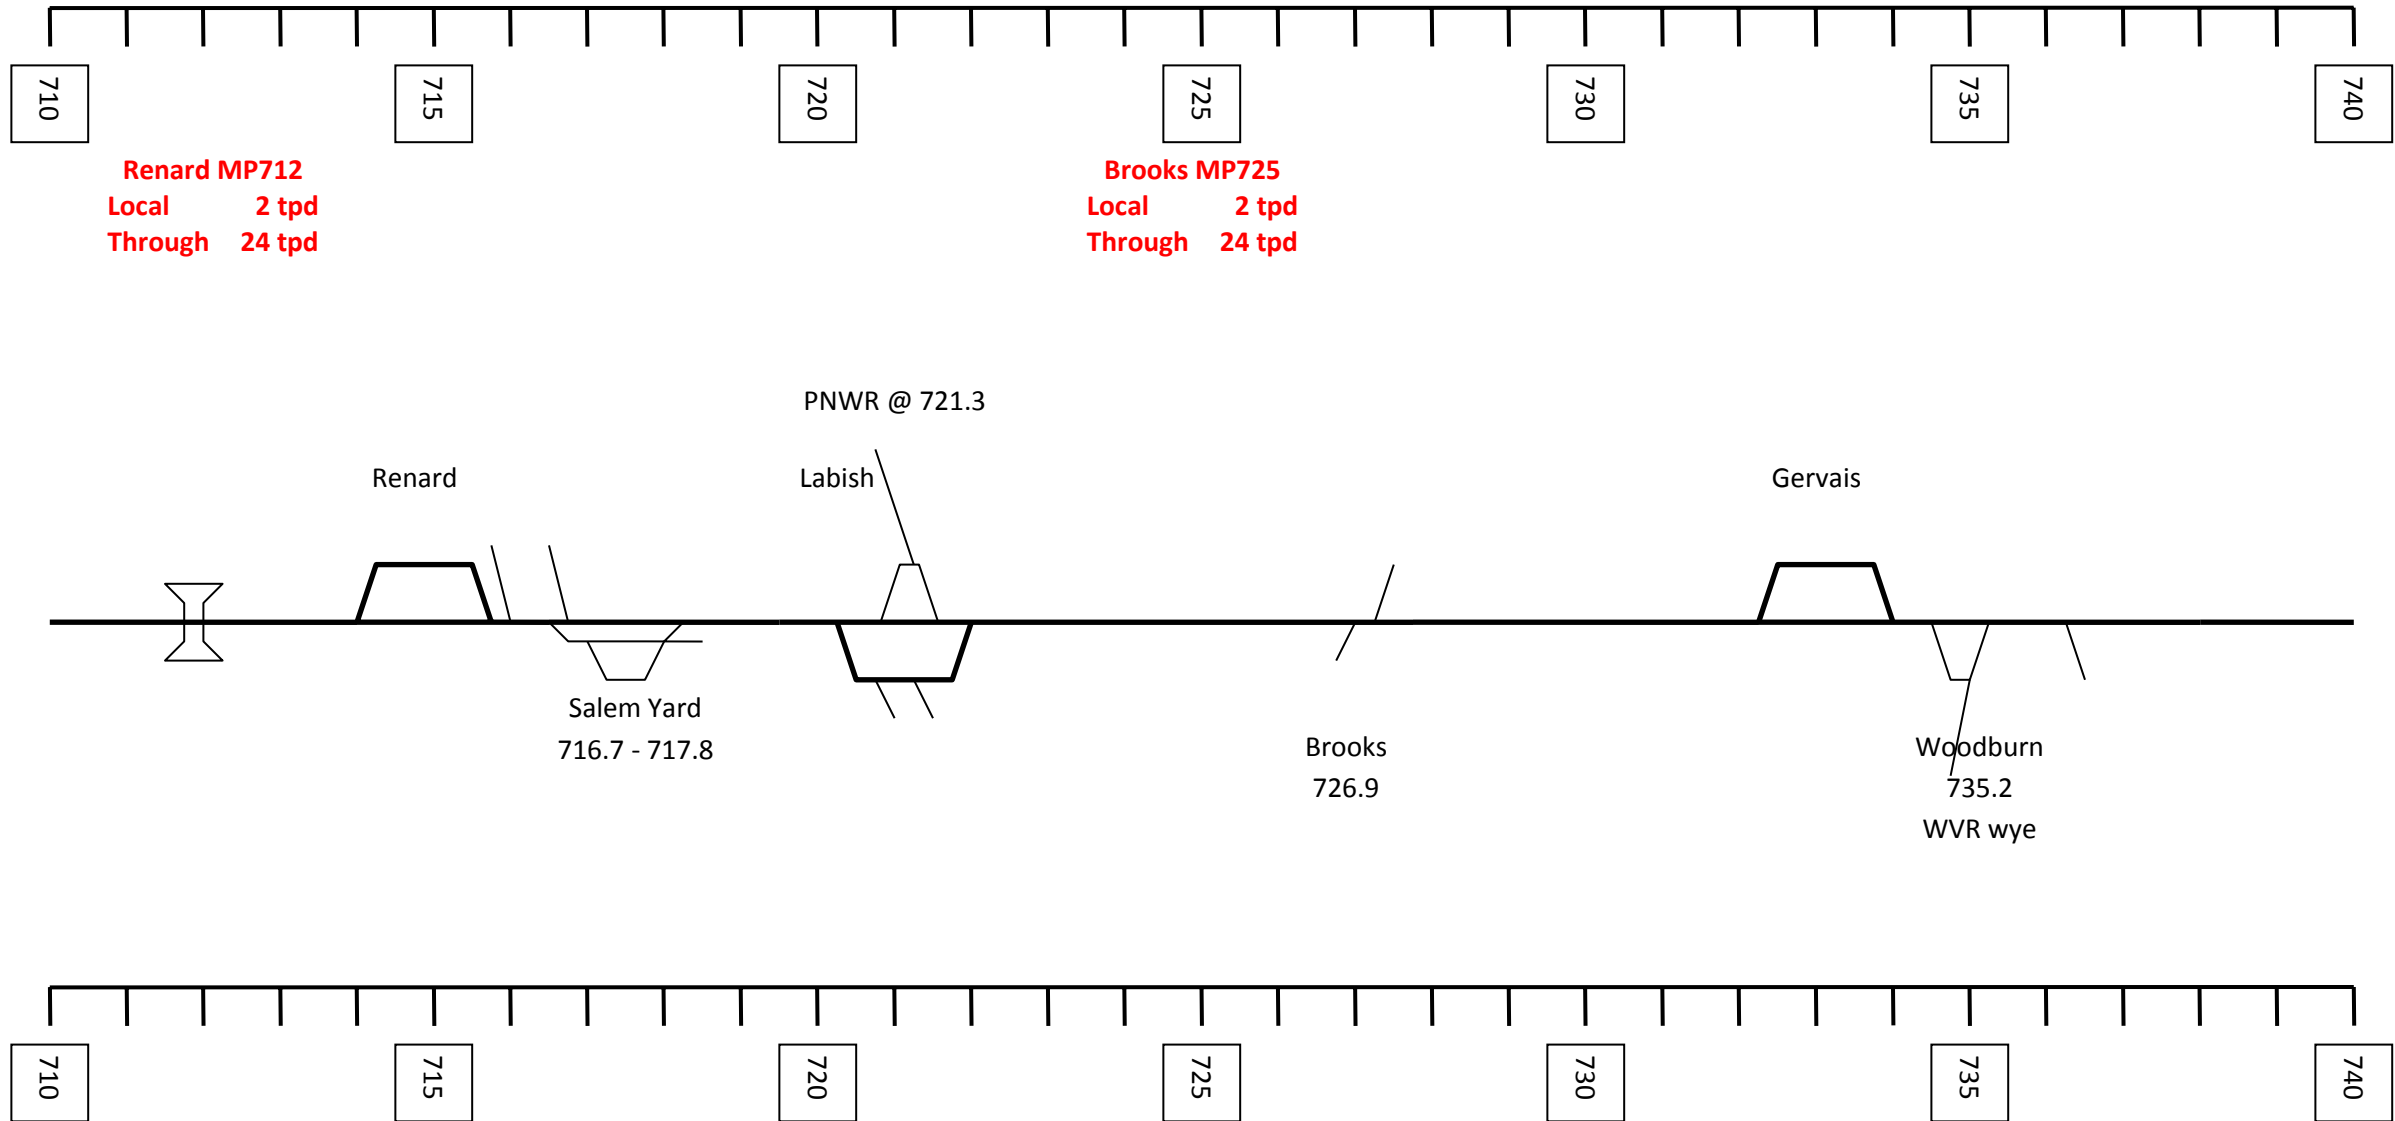 710 715 720 725 730 735 740
Renard MP712
Local 2 tpd
Through 24 tpd
Brooks MP725
Local 2 tpd
Through 24 tpd
PNWR @ 721.3
Renard
Labish
Gervais
Salem Yard
716.7 - 717.8
Brooks
726.9
Woodburn
735.2
WVR wye
710 715 720 725 730 735 740